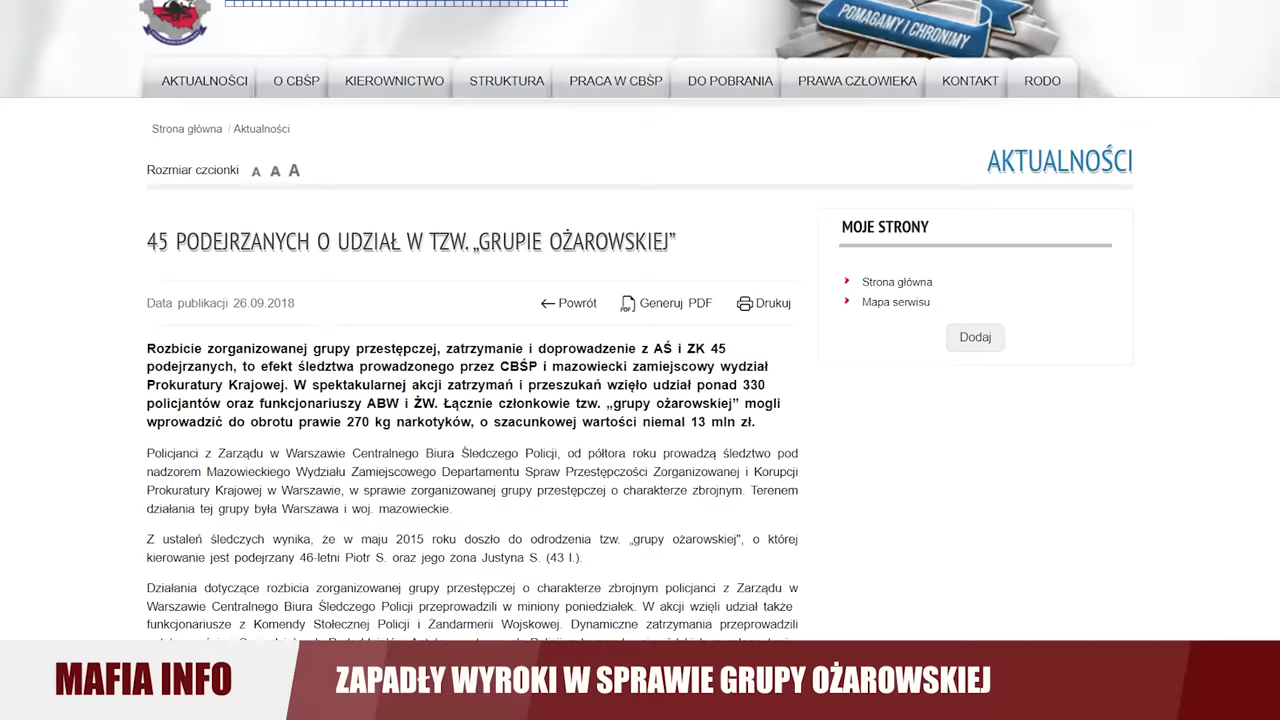 POMAGAMY I CHRONIMY
AKTUALNOŚCI
O CBŚP
KIEROWNICTWO
STRUKTURA
PRACA W CBŚP
DO POBRANIA
PRAWA CZŁOWIEKA
KONTAKT
RODO
Strona główna / Aktualności
Rozmiar czcionki A A A
AKTUALNOŚCI
45 PODEJRZANYCH O UDZIAŁ W TZW. „GRUPIE OŻAROWSKIEJ”
Data publikacji 26.09.2018
Powrót
Generuj PDF
Drukuj
Rozbicie zorganizowanej grupy przestępczej, zatrzymanie i doprowadzenie z AŚ i ZK 45
podejrzanych, to efekt śledztwa prowadzonego przez CBŚP i mazowiecki zamiejscowy wydział
Prokuratury Krajowej. W spektakularnej akcji zatrzymań i przeszukań wzięło udział ponad 330
policjantów oraz funkcjonariuszy ABW i ŻW. Łącznie członkowie tzw. „grupy ożarowskiej” mogli
wprowadzić do obrotu prawie 270 kg narkotyków, o szacunkowej wartości niemal 13 mln zł.
Policjanci z Zarządu w Warszawie Centralnego Biura Śledczego Policji, od półtora roku prowadzą śledztwo pod
nadzorem Mazowieckiego Wydziału Zamiejscowego Departamentu Spraw Przestępczości Zorganizowanej i Korupcji
Prokuratury Krajowej w Warszawie, w sprawie zorganizowanej grupy przestępczej o charakterze zbrojnym. Terenem
działania tej grupy była Warszawa i woj. mazowieckie.
Z ustaleń śledczych wynika, że w maju 2015 roku doszło do odrodzenia tzw. „grupy ożarowskiej”, o której
kierowanie jest podejrzany 46-letni Piotr S. oraz jego żona Justyna S. (43 l.).
Działania dotyczące rozbicia zorganizowanej grupy przestępczej o charakterze zbrojnym policjanci z Zarządu w
Warszawie Centralnego Biura Śledczego Policji przeprowadzili w miniony poniedziałek. W akcji wzięli udział także
funkcjonariusze z Komendy Stołecznej Policji i Żandarmerii Wojskowej. Dynamiczne zatrzymania przeprowadzili
MOJE STRONY
Strona główna
Mapa serwisu
Dodaj
MAFIA INFO
ZAPADŁY WYROKI W SPRAWIE GRUPY OŻAROWSKIEJ